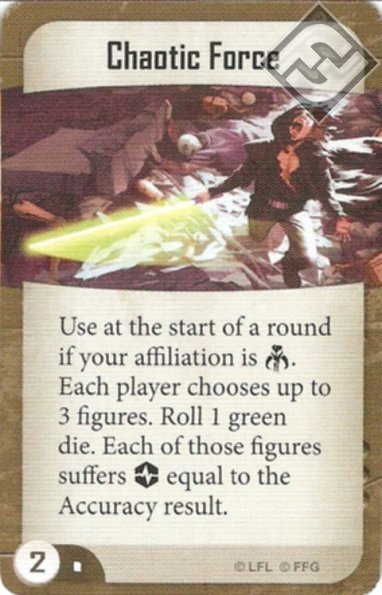 Chaotic Force
Use at the start of a round
if your affiliation is .
Each player chooses up to
3 figures. Roll 1 green
die. Each of those figures
suffers equal to the
Accuracy result.
2
© LFL © FFG